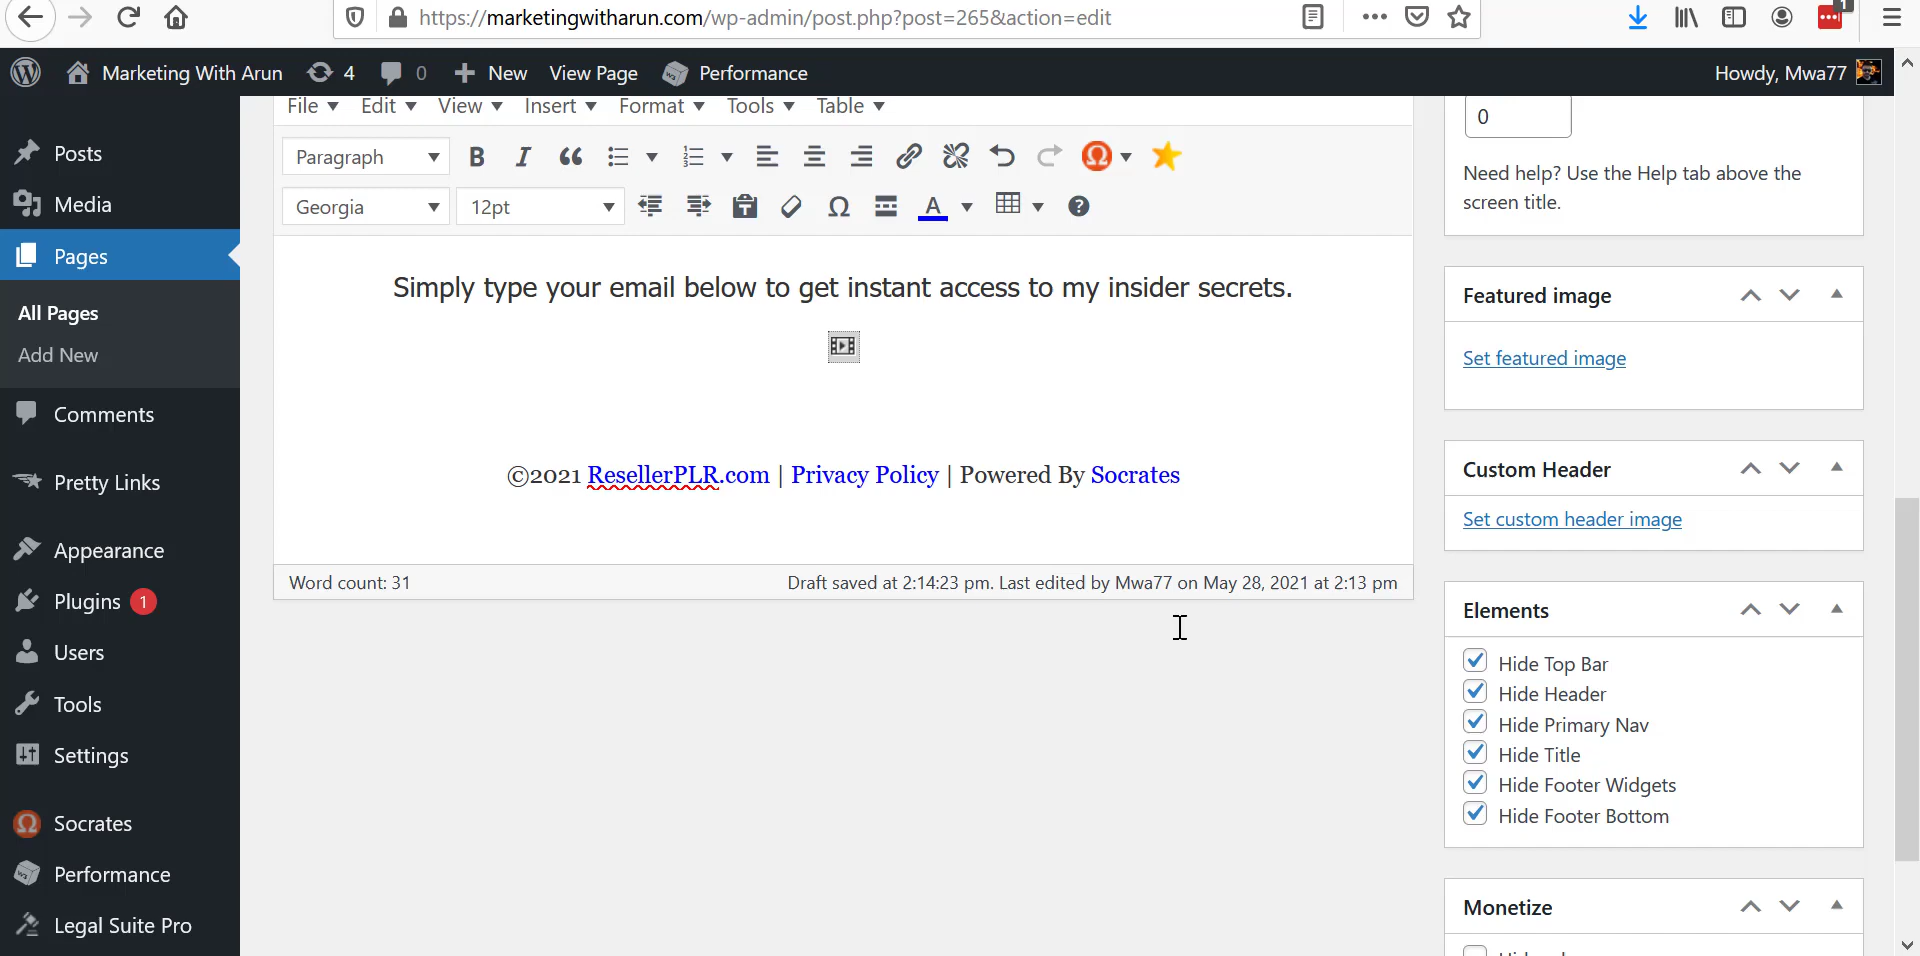 https://marketingwitharun.com/wp-admin/post.php?post=265&action=edit
1
Marketing With Arun 4 0 New View Page Performance Howdy, Mwa77
File Edit View Insert Format Tools Table
Paragraph B I
Georgia 12pt A
Posts
Media
Pages
All Pages
Add New
Comments
Pretty Links
Appearance
Plugins 1
Users
Tools
Settings
Socrates
Performance
Legal Suite Pro
Simply type your email below to get instant access to my insider secrets.
©2021 ResellerPLR.com | Privacy Policy | Powered By Socrates
Word count: 31 Draft saved at 2:14:23 pm. Last edited by Mwa77 on May 28, 2021 at 2:13 pm
0
Need help? Use the Help tab above the
screen title.
Featured image
Set featured image
Custom Header
Set custom header image
Elements
Hide Top Bar
Hide Header
Hide Primary Nav
Hide Title
Hide Footer Widgets
Hide Footer Bottom
Monetize